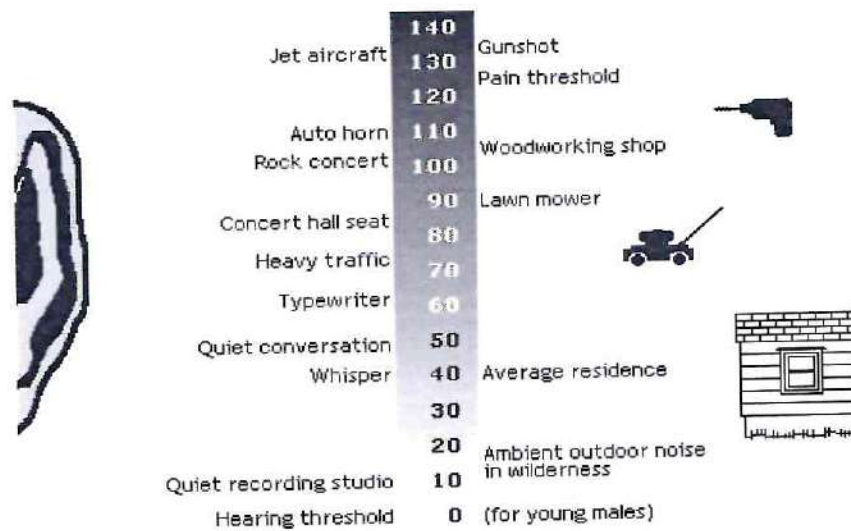 140
Jet aircraft 130 Gunshot
Pain threshold
120
Auto horn 110
Rock concert 100 Woodworking shop
90 Lawn mower
Concert hall seat 80
Heavy traffic 70
Typewriter 60
Quiet conversation 50
Whisper 40 Average residence
30
20 Ambient outdoor noise
in wilderness
Quiet recording studio 10
Hearing threshold 0 (for young males)